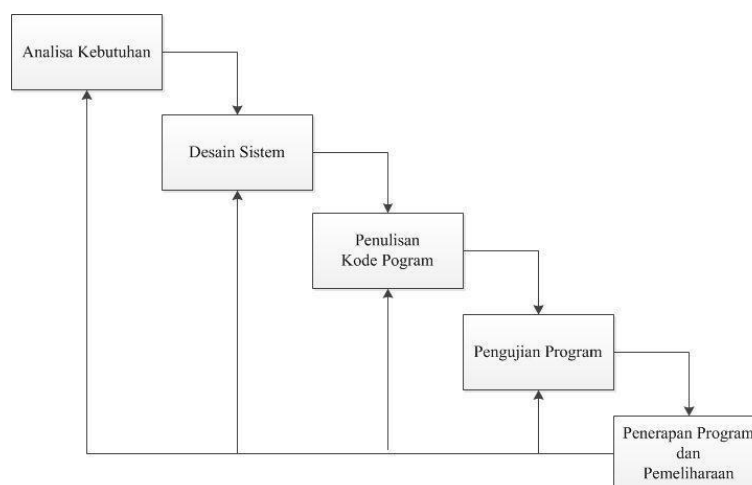 Analisa Kebutuhan
Desain Sistem
Penulisan
Kode Pogram
Pengujian Program
Penerapan Program
dan
Pemeliharaan